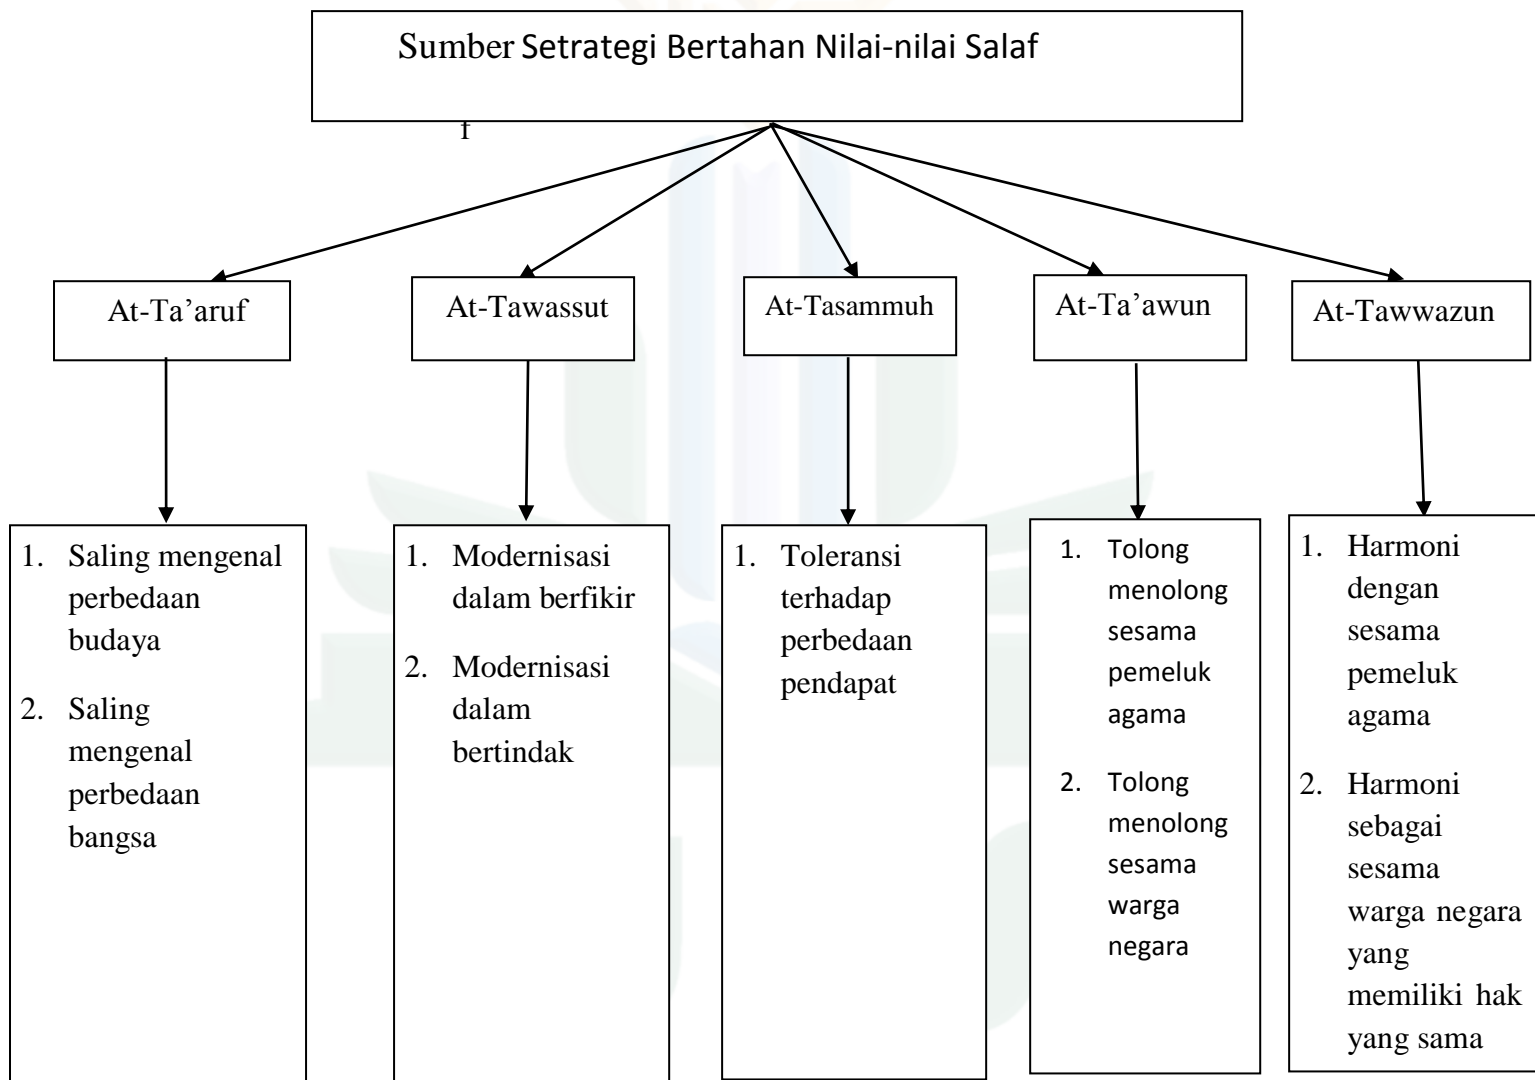 Sumber Setrategi Bertahan Nilai-nilai Salaf
f
At-Ta’aruf
At-Tawassut
At-Tasammuh
At-Ta’awun
At-Tawwazun
1. Saling mengenal
perbedaan
budaya
2. Saling
mengenal
perbedaan
bangsa
1. Modernisasi
dalam berfikir
2. Modernisasi
dalam
bertindak
1. Toleransi
terhadap
perbedaan
pendapat
1. Tolong
menolong
sesama
pemeluk
agama
2. Tolong
menolong
sesama
warga
negara
1. Harmoni
dengan
sesama
pemeluk
agama
2. Harmoni
sebagai
sesama
warga negara
yang
memiliki hak
yang sama